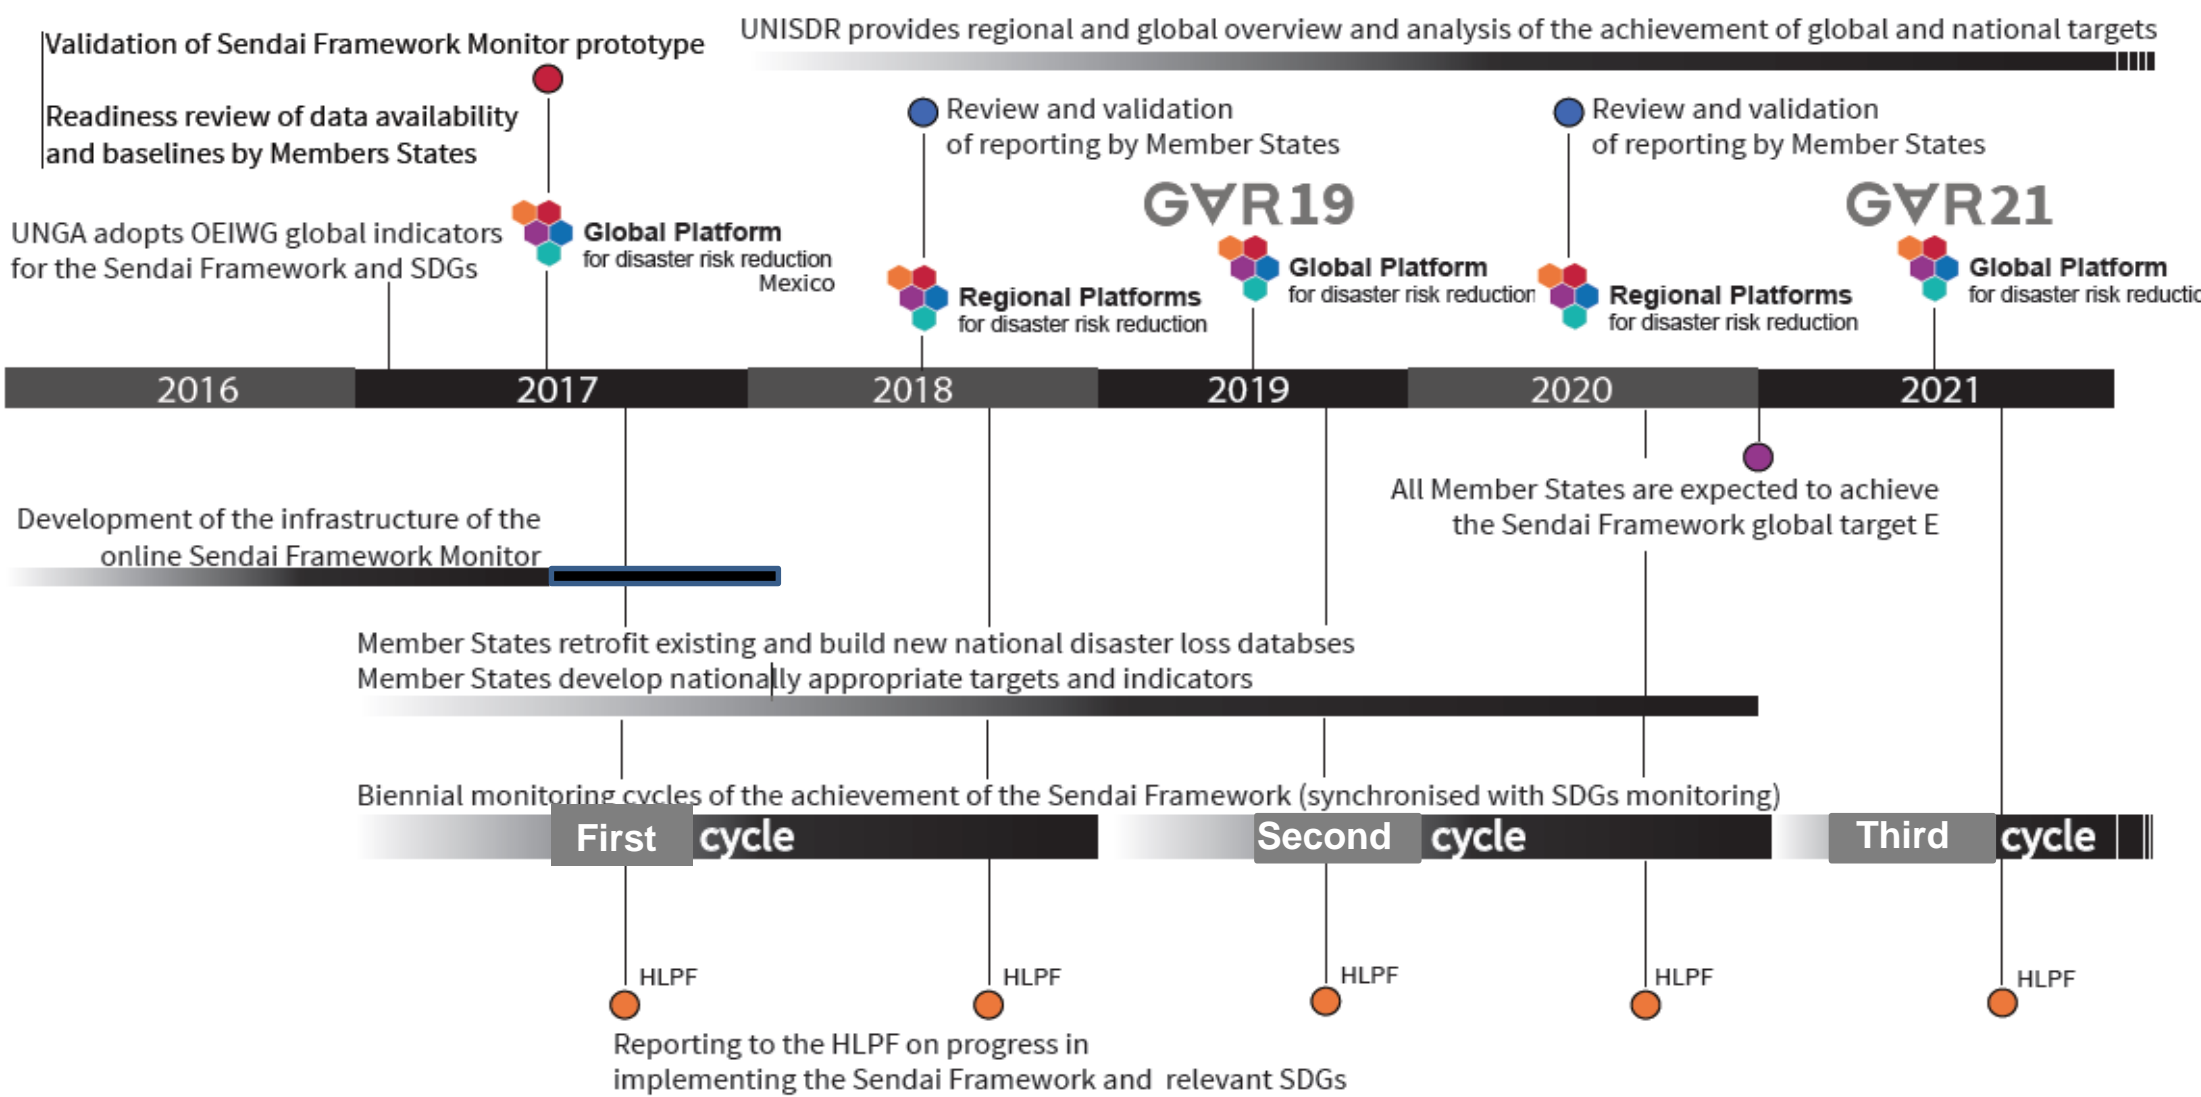 Validation of Sendai Framework Monitor prototype
Readiness review of data availability
and baselines by Members States
UNISDR provides regional and global overview and analysis of the achievement of global and national targets
Review and validation
of reporting by Member States
Review and validation
of reporting by Member States
GAR19
GAR21
UNGA adopts OEIWG global indicators
for the Sendai Framework and SDGs
Global Platform
for disaster risk reduction
Mexico
Regional Platforms
for disaster risk reduction
Global Platform
for disaster risk reduction
Regional Platforms
for disaster risk reduction
Global Platform
for disaster risk reductic
2016
2017
2018
2019
2020
2021
All Member States are expected to achieve
the Sendai Framework global target E
Development of the infrastructure of the
online Sendai Framework Monitor
Member States retrofit existing and build new national disaster loss databses
Member States develop nationally appropriate targets and indicators
Biennial monitoring cycles of the achievement of the Sendai Framework (synchronised with SDGs monitoring)
First cycle
Second cycle
Third cycle
HLPF
HLPF
HLPF
HLPF
HLPF
Reporting to the HLPF on progress in
implementing the Sendai Framework and relevant SDGs